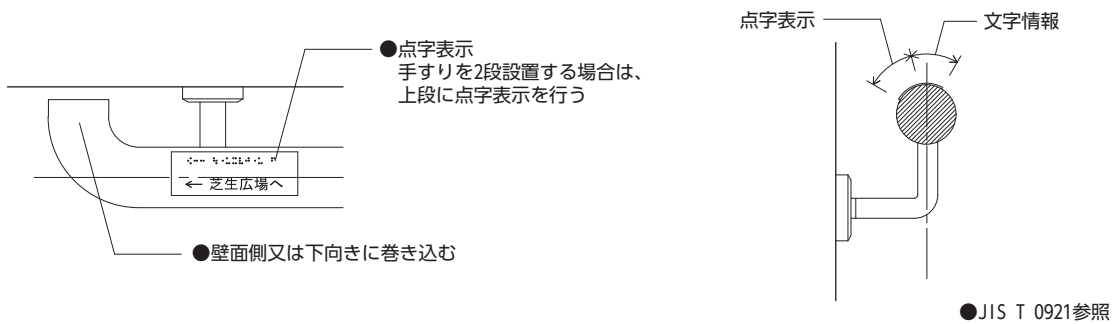 ●点字表示
手すりを2段設置する場合は、
上段に点字表示を行う
← 芝生広場へ
●壁面側又は下向きに巻き込む
点字表示
文字情報
●JIS T 0921参照